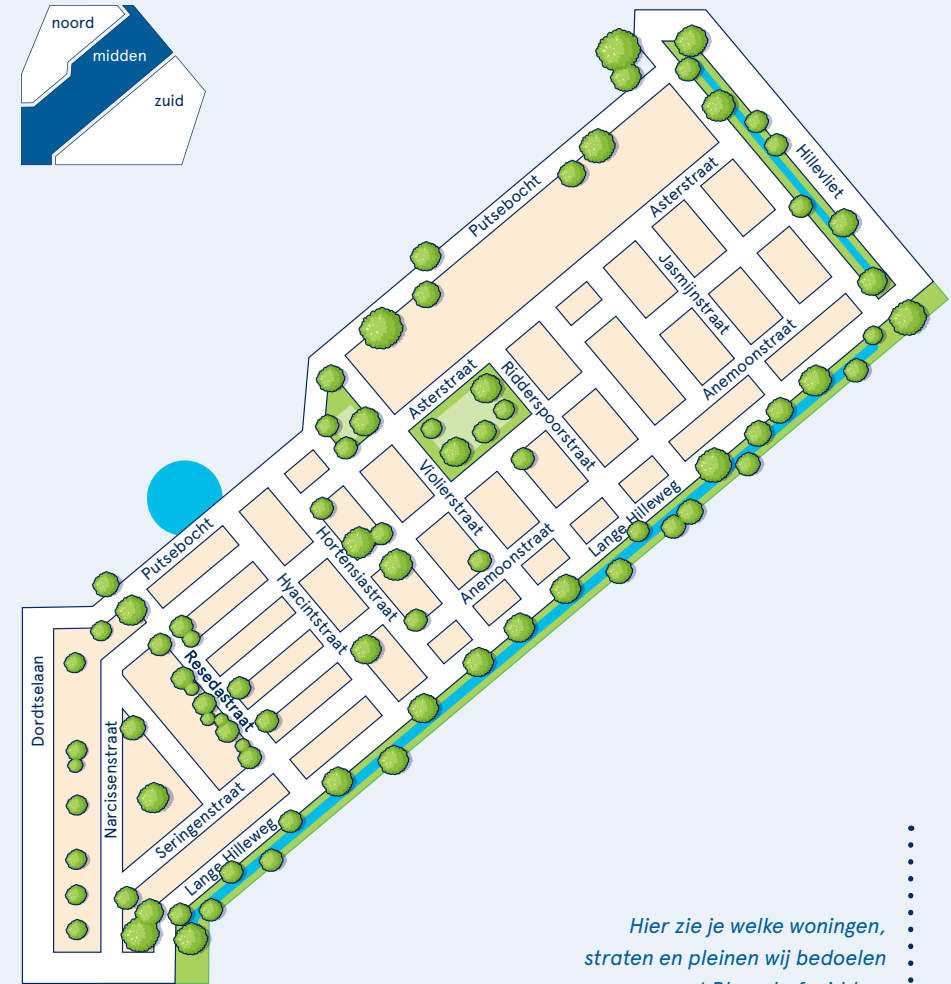 noord
midden
zuid
Hillevliet
Putsebocht
Asterstraat
Jasmijnstraat
Anemoonstraat
Asterstraat
Ridderspoorstraat
Violierstraat
Lange Hilleweg
Anemoonstraat
Putsebocht
Hortensiastraat
Hyacintstraat
Resedastraat
Dordtselaan
Narcissenstraat
Seringenstraat
Lange Hilleweg
Hier zie je welke woningen,
straten en pleinen wij bedoelen